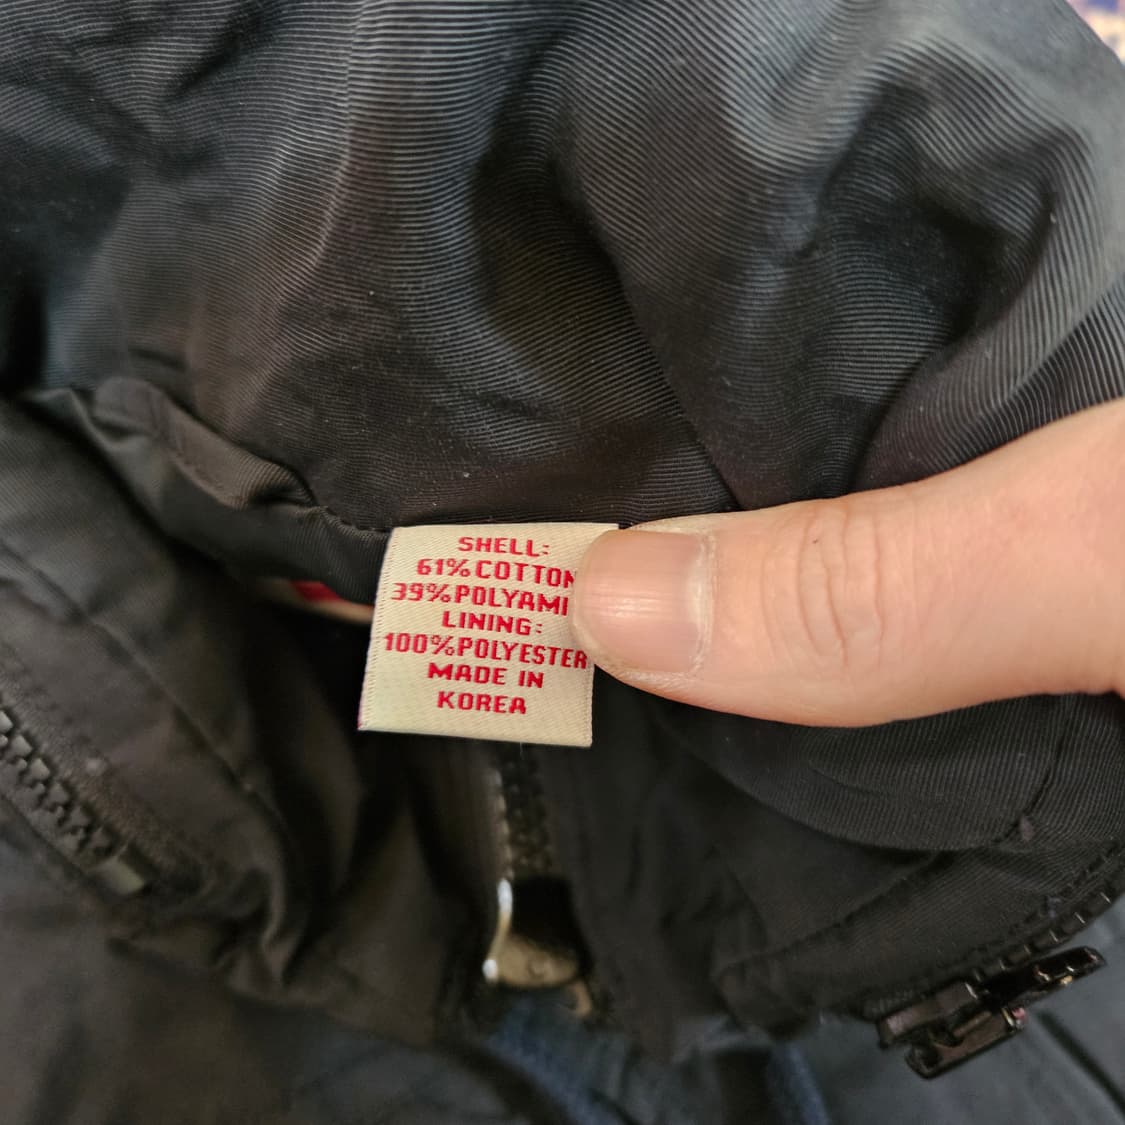 SHELL:
61% COTTON
39% POLYAMI
LINING:
100% POLYESTER
MADE IN
KOREA